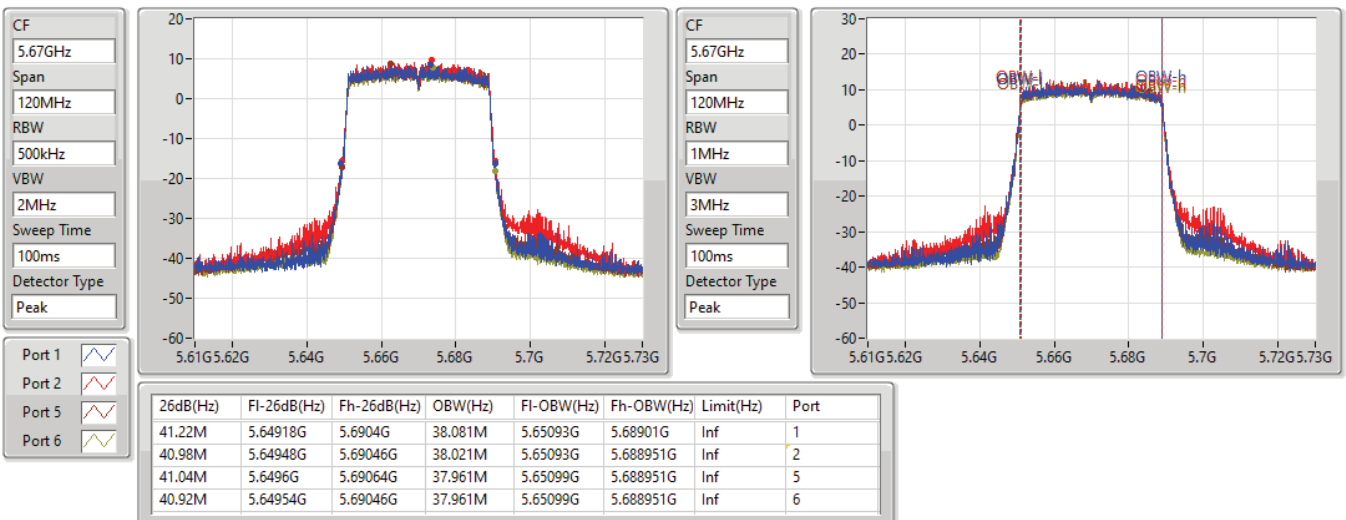 CF
5.67GHz
Span
120MHz
RBW
500kHz
VBW
2MHz
Sweep Time
100ms
Detector Type
Peak
20
10
0
-10
-20
-30
-40
-50
-60
5.61G 5.62G 5.64G 5.66G 5.68G 5.7G 5.72G 5.73G
CF
5.67GHz
Span
120MHz
RBW
1MHz
VBW
3MHz
Sweep Time
100ms
Detector Type
Peak
30
20
10
0
-10
-20
-30
-40
-50
-60
OBW-l OBW-h
5.61G 5.62G 5.64G 5.66G 5.68G 5.7G 5.72G 5.73G
Port 1
Port 2
Port 5
Port 6
26dB(Hz) Fl-26dB(Hz) Fh-26dB(Hz) OBW(Hz) Fl-OBW(Hz) Fh-OBW(Hz) Limit(Hz) Port
41.22M 5.64918G 5.6904G 38.081M 5.65093G 5.68901G Inf 1
40.98M 5.64948G 5.69046G 38.021M 5.65093G 5.688951G Inf 2
41.04M 5.6496G 5.69064G 37.961M 5.65099G 5.688951G Inf 5
40.92M 5.64954G 5.69046G 37.961M 5.65099G 5.688951G Inf 6